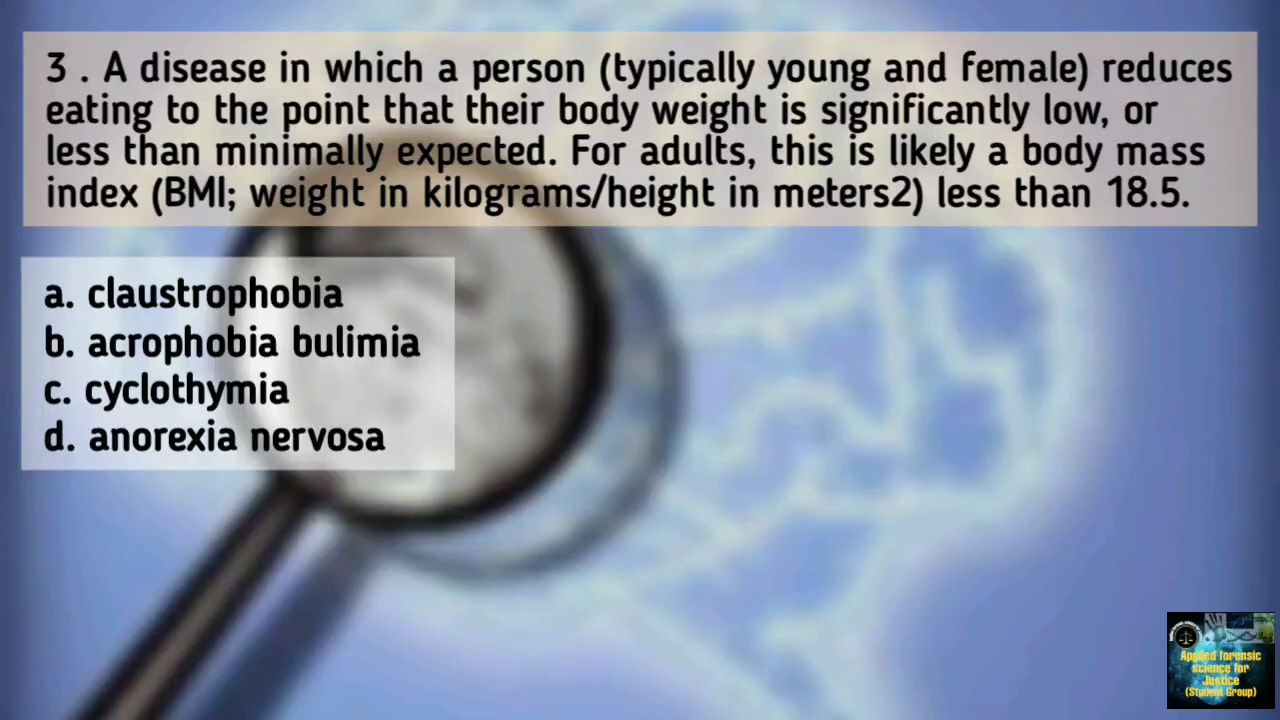 3 . A disease in which a person (typically young and female) reduces
eating to the point that their body weight is significantly low, or
less than minimally expected. For adults, this is likely a body mass
index (BMI; weight in kilograms/height in meters2) less than 18.5.
a. claustrophobia
b. acrophobia bulimia
c. cyclothymia
d. anorexia nervosa
Applied forensic
science for
Justice
(Student Group)